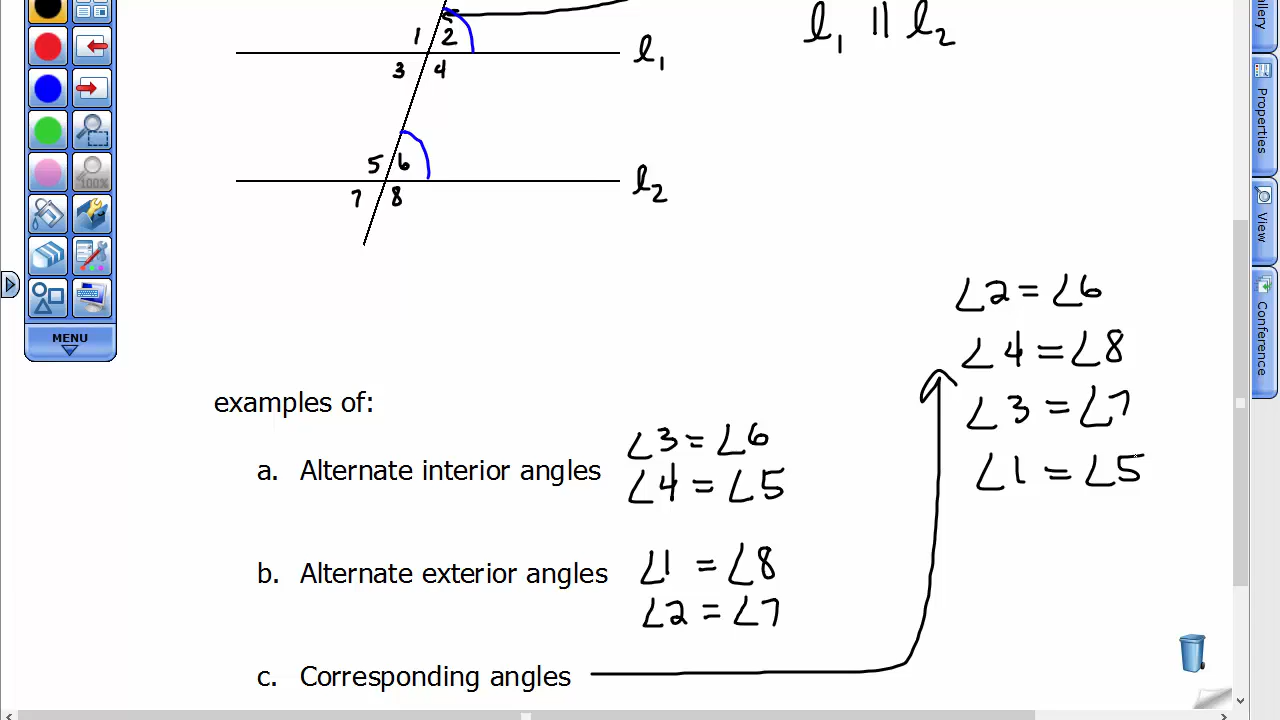 1 2
l₁ || l₂
3 4
l₁
5 6
7 8
l₂
MENU
100%
llery
Properties
View
Conference
∠2 = ∠6
∠4 = ∠8
∠3 = ∠7
∠1 = ∠5
examples of:
a. Alternate interior angles
∠3 = ∠6
∠4 = ∠5
b. Alternate exterior angles
∠1 = ∠8
∠2 = ∠7
c. Corresponding angles